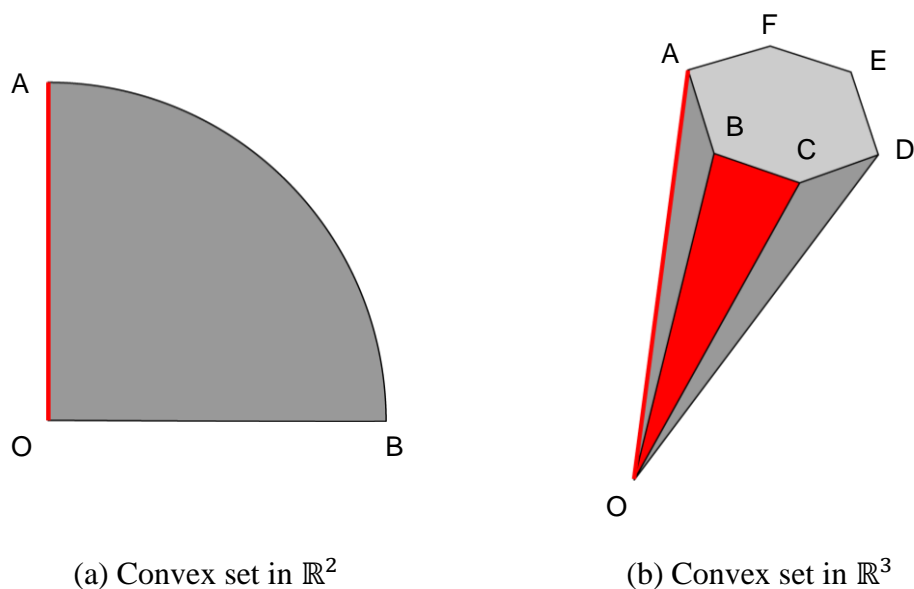 A
O
B
(a) Convex set in ℝ²
F
A
E
B
C
D
O
(b) Convex set in ℝ³